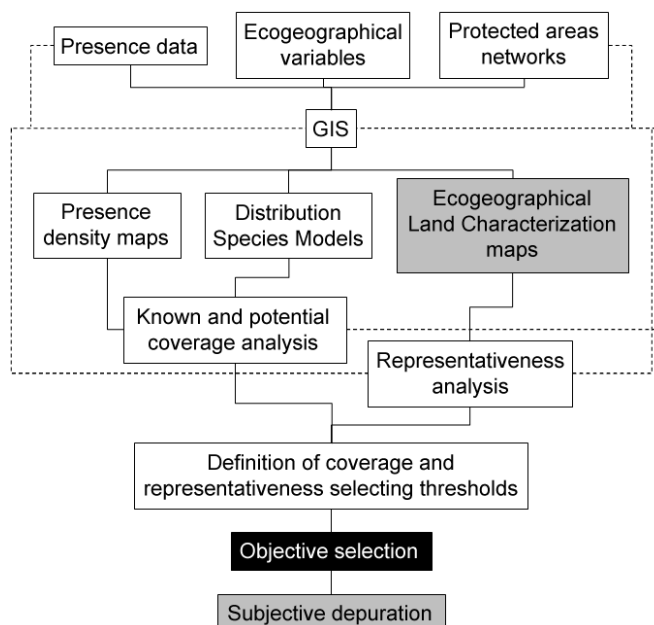 Presence data
Ecogeographical
variables
Protected areas
networks
GIS
Presence
density maps
Distribution
Species Models
Ecogeographical
Land Characterization
maps
Known and potential
coverage analysis
Representativeness
analysis
Definition of coverage and
representativeness selecting thresholds
Objective selection
Subjective depuration